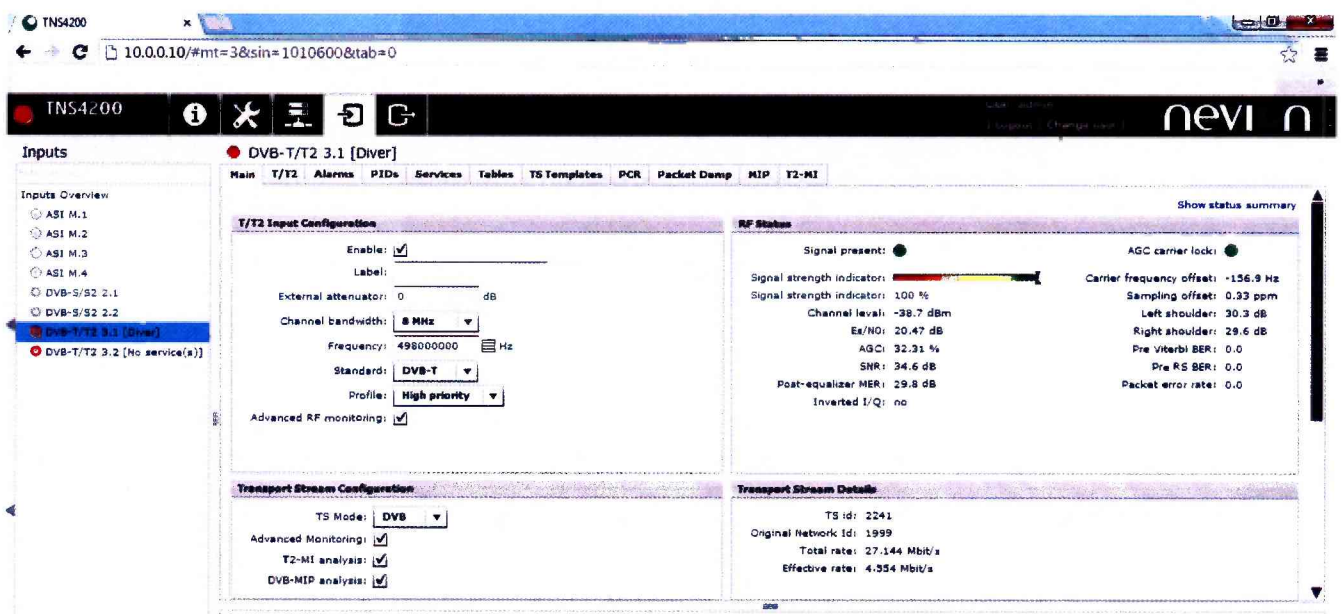 TNS4200
10.0.0.10/#mt=3&sin=1010600&tab=0
TNS4200
User: admin
[Logout] [Change user]
nevion
Inputs
DVB-T/T2 3.1 [Diver]
Main T/T2 Alarms PIDs Services Tables TS Templates PCR Packet Dump MIP T2-MI
Inputs Overview
ASI M.1
ASI M.2
ASI M.3
ASI M.4
DVB-S/S2 2.1
DVB-S/S2 2.2
DVB-T/T2 3.1 [Diver]
DVB-T/T2 3.2 [No service(s)]
Show status summary
T/T2 Input Configuration
Enable:
Label:
External attenuator: 0 dB
Channel bandwidth: 8 MHz
Frequency: 498000000 Hz
Standard: DVB-T
Profile: High priority
Advanced RF monitoring:
RF Status
Signal present:
Signal strength indicator:
Signal strength indicator: 100 %
Channel level: -38.7 dBm
Es/N0: 20.47 dB
AGC: 32.31 %
SNR: 34.6 dB
Post-equalizer MER: 29.8 dB
Inverted I/Q: no
AGC carrier lock:
Carrier frequency offset: -156.9 Hz
Sampling offset: 0.33 ppm
Left shoulder: 30.3 dB
Right shoulder: 29.6 dB
Pre Viterbi BER: 0.0
Pre RS BER: 0.0
Packet error rate: 0.0
Transport Stream Configuration
TS Mode: DVB
Advanced Monitoring:
T2-MI analysis:
DVB-MIP analysis:
Transport Stream Details
TS id: 2241
Original Network Id: 1999
Total rate: 27.144 Mbit/s
Effective rate: 4.354 Mbit/s